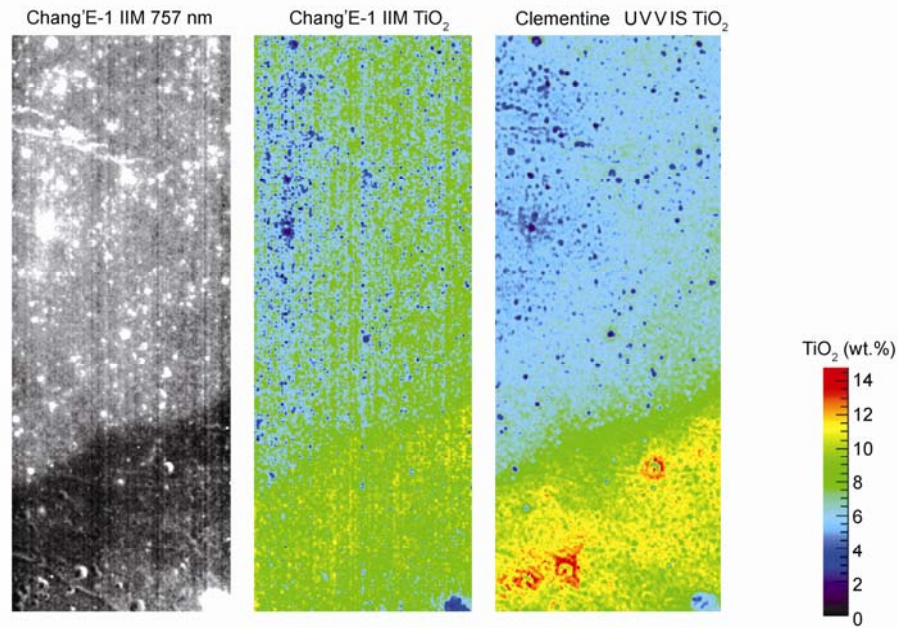 Chang'E-1 IIM 757 nm
Chang'E-1 IIM TiO₂
Clementine UVVIS TiO₂
TiO₂ (wt.%)
14
12
10
8
6
4
2
0